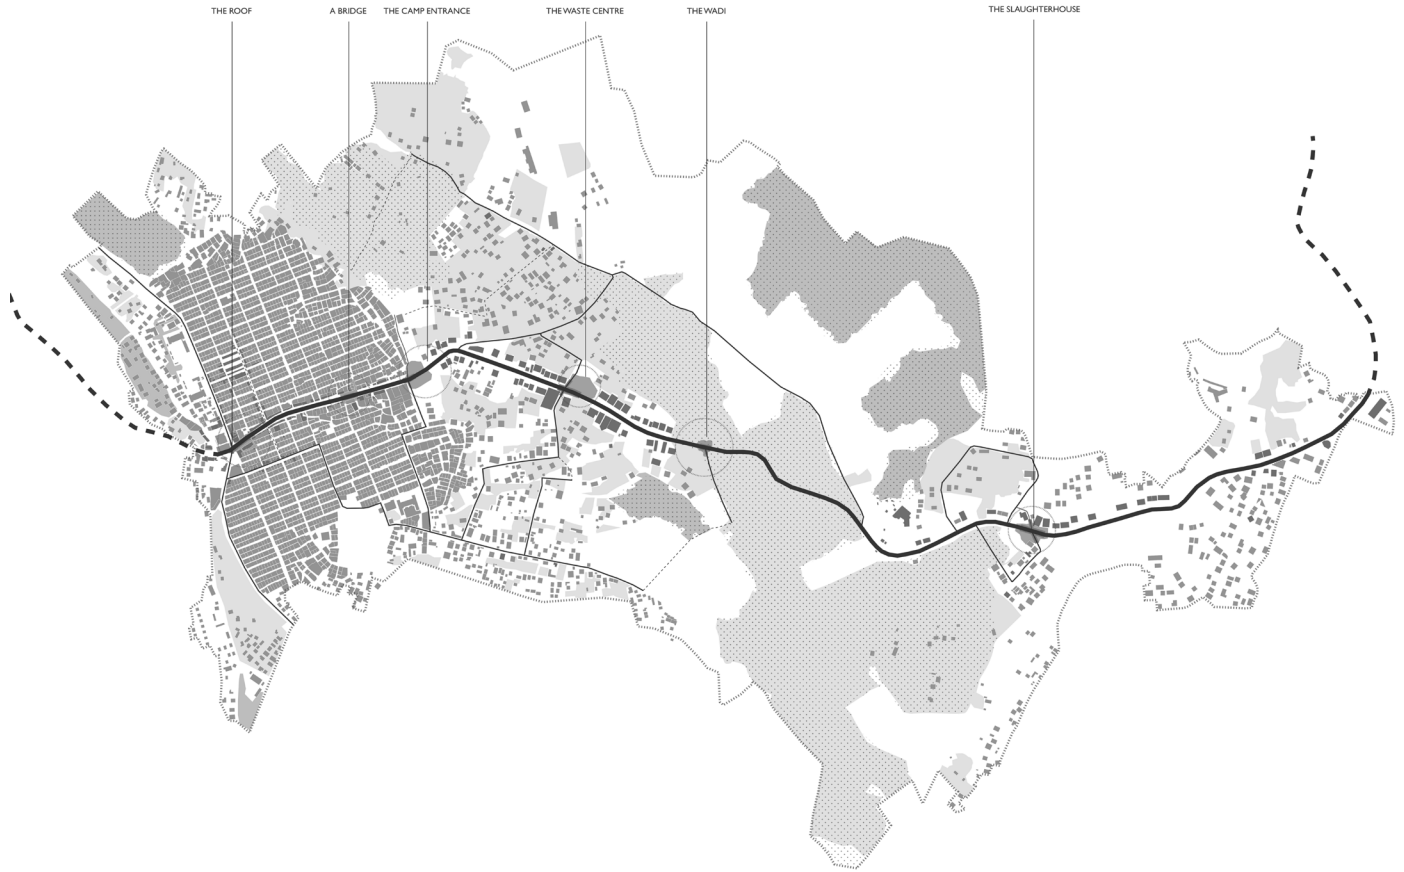 THE ROOF
A BRIDGE
THE CAMP ENTRANCE
THE WASTE CENTRE
THE WADI
THE SLAUGHTERHOUSE